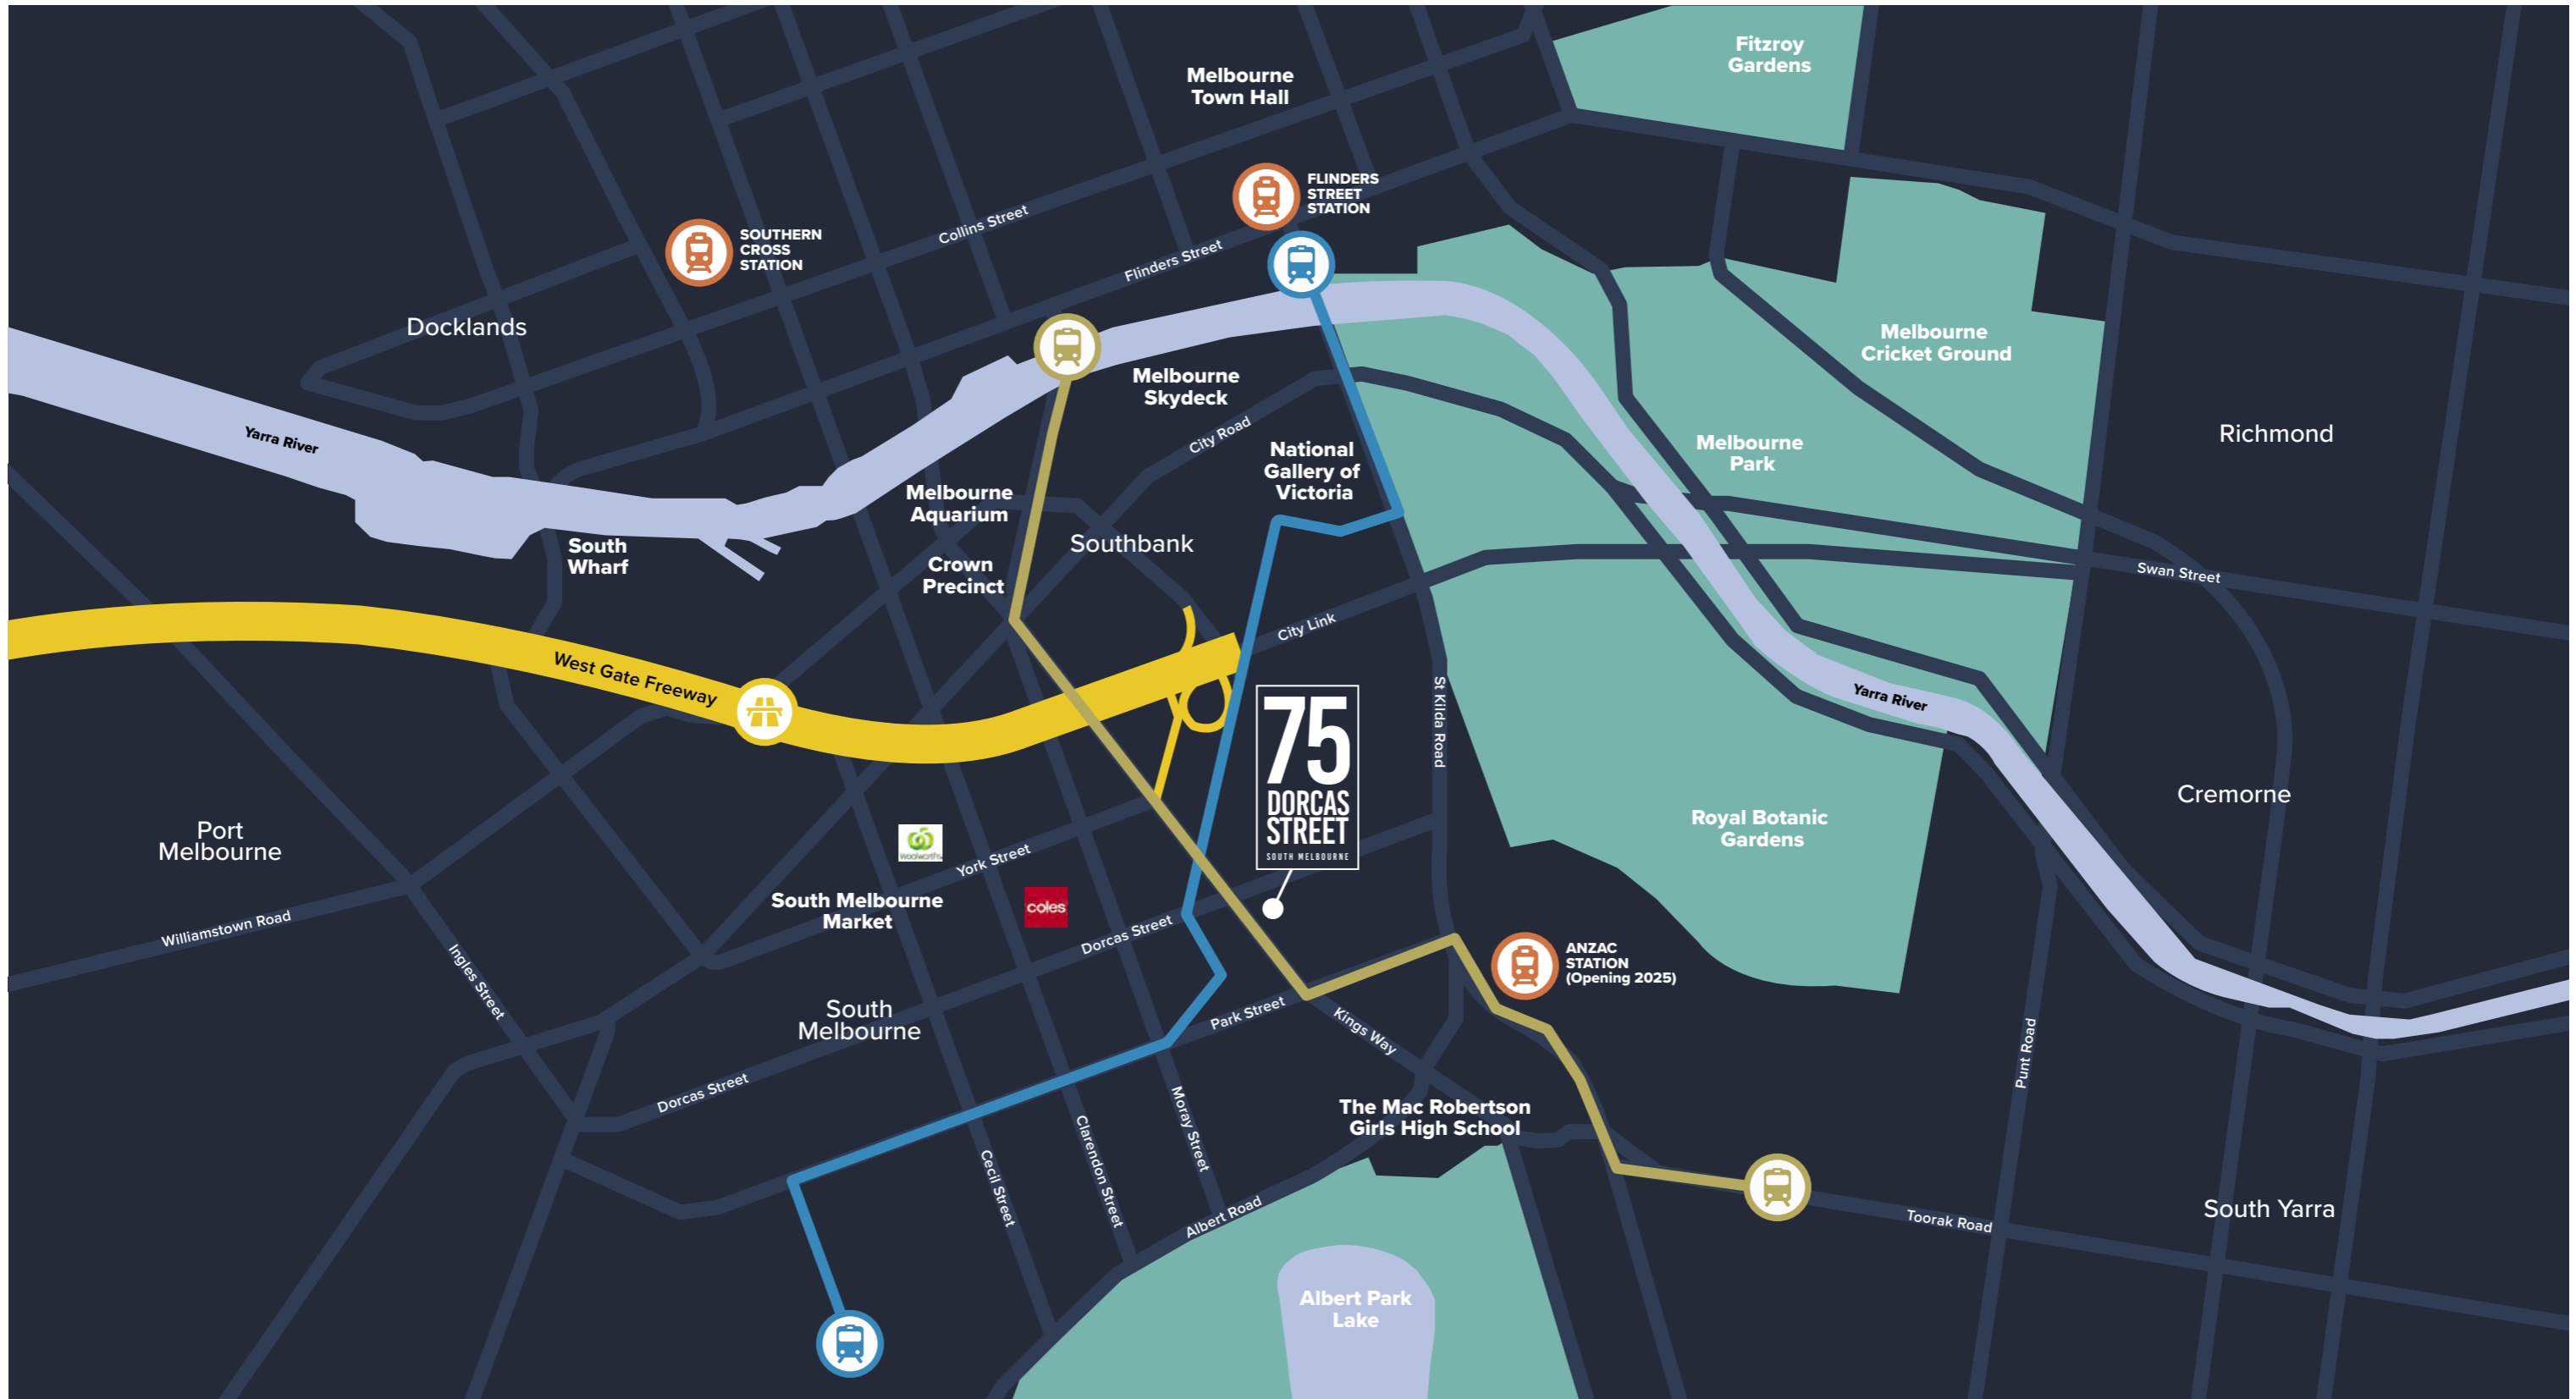 Fitzroy
Gardens
Melbourne
Town Hall
FLINDERS
STREET
STATION
Collins Street
SOUTHERN
CROSS
STATION
Flinders Street
Docklands
Melbourne
Cricket Ground
Melbourne
Skydeck
City Road
Yarra River
Richmond
National
Gallery of
Victoria
Melbourne
Park
Melbourne
Aquarium
Southbank
South
Wharf
Crown
Precinct
Swan Street
City Link
West Gate Freeway
Yarra River
St Kilda Road
75
DORCAS
STREET
SOUTH MELBOURNE
Cremorne
Port
Melbourne
Royal Botanic
Gardens
Woolworths
York Street
South Melbourne
Market
coles
Williamstown Road
Dorcas Street
Ingles Street
ANZAC
STATION
(Opening 2025)
South
Melbourne
Park Street
Kings Way
Punt Road
Dorcas Street
The Mac Robertson
Girls High School
Moray Street
Clarendon Street
Cecil Street
Albert Road
Toorak Road
South Yarra
Albert Park
Lake